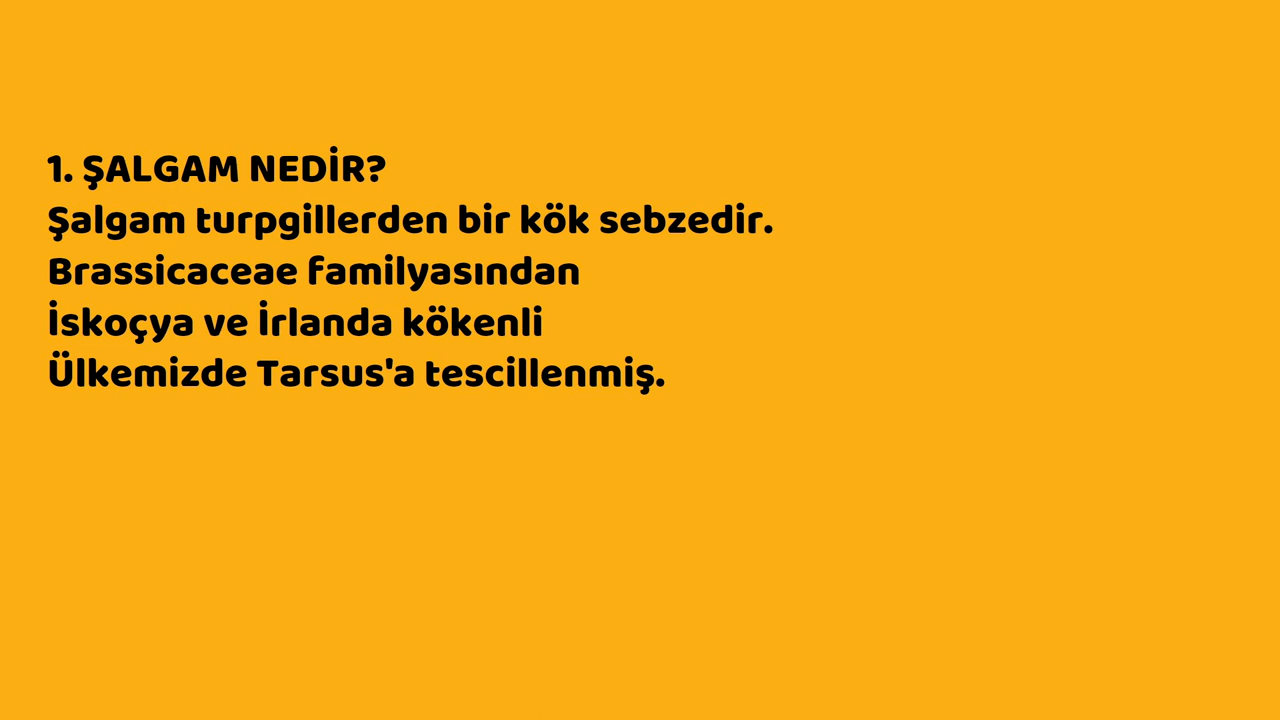 1. ŞALGAM NEDİR?
Şalgam turpgillerden bir kök sebzedir.
Brassicaceae familyasından
İskoçya ve İrlanda kökenli
Ülkemizde Tarsus'a tescillenmiş.